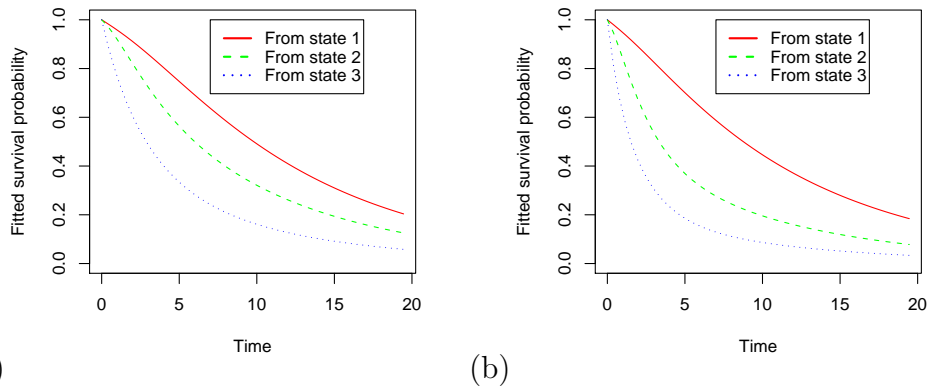 From state 1
From state 2
From state 3
Fitted survival probability
0.0 0.2 0.4 0.6 0.8 1.0
0 5 10 15 20
Time
)
From state 1
From state 2
From state 3
Fitted survival probability
0.0 0.2 0.4 0.6 0.8 1.0
0 5 10 15 20
Time
(b)